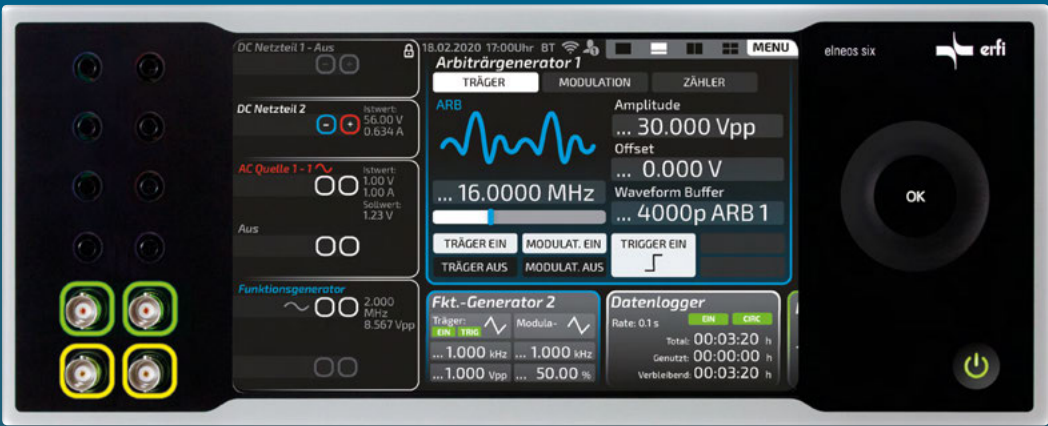 DC Netzteil 1 - Aus
DC Netzteil 2
Istwert:
56.00 V
0.634 A
AC Quelle 1 - 1
Istwert:
1.00 V
1.00 A
Sollwert:
1.23 V
Aus
Funktionsgenerator
2.000
MHz
8.567 Vpp
18.02.2020 17:00Uhr BT
MENU
Arbiträrgenerator 1
TRÄGER MODULATION ZÄHLER
ARB
Amplitude
... 30.000 Vpp
Offset
... 0.000 V
... 16.0000 MHz
Waveform Buffer
... 4000p ARB 1
TRÄGER EIN MODULAT. EIN TRIGGER EIN
TRÄGER AUS MODULAT. AUS
Fkt.-Generator 2
Träger:
EIN TRIG
Modula-
... 1.000 kHz ... 1.000 kHz
... 1.000 Vpp ... 50.00 %
Datenlogger
Rate: 0.1 s EIN CIRC
Total: 00:03:20 h
Genutzt: 00:00:00 h
Verbleibend: 00:03:20 h
elneos six
erfi
OK